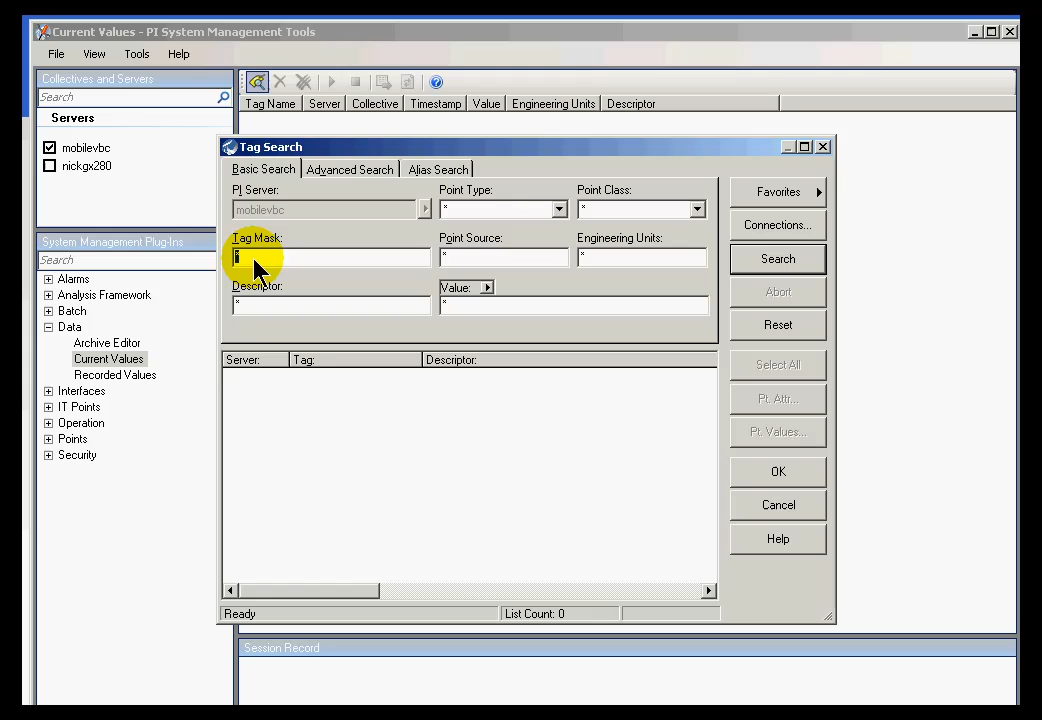 Current Values - PI System Management Tools
File View Tools Help
Collectives and Servers
Search
Servers
mobilevbc
nickgx280
System Management Plug-Ins
Search
Alarms
Analysis Framework
Batch
Data
Archive Editor
Current Values
Recorded Values
Interfaces
IT Points
Operation
Points
Security
Tag Name Server Collective Timestamp Value Engineering Units Descriptor
Tag Search
Basic Search Advanced Search Alias Search
PI Server: Point Type: Point Class:
mobilevbc * *
Tag Mask: Point Source: Engineering Units:
* * *
Descriptor: Value:
* *
Server: Tag: Descriptor:
Favorites
Connections...
Search
Abort
Reset
Select All
Pt. Attr...
Pt. Values...
OK
Cancel
Help
Ready List Count: 0
Session Record